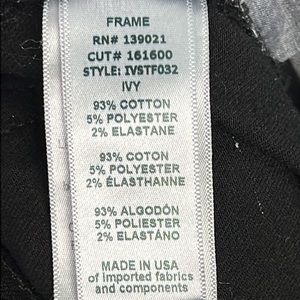 FRAME
RN# 139021
CUT# 161600
STYLE: IVSTF032
IVY
93% COTTON
5% POLYESTER
2% ELASTANE
93% COTON
5% POLYESTER
2% ÉLASTHANNE
93% ALGODÓN
5% POLIESTER
2% ELASTÁNO
MADE IN USA
of imported fabrics
and components